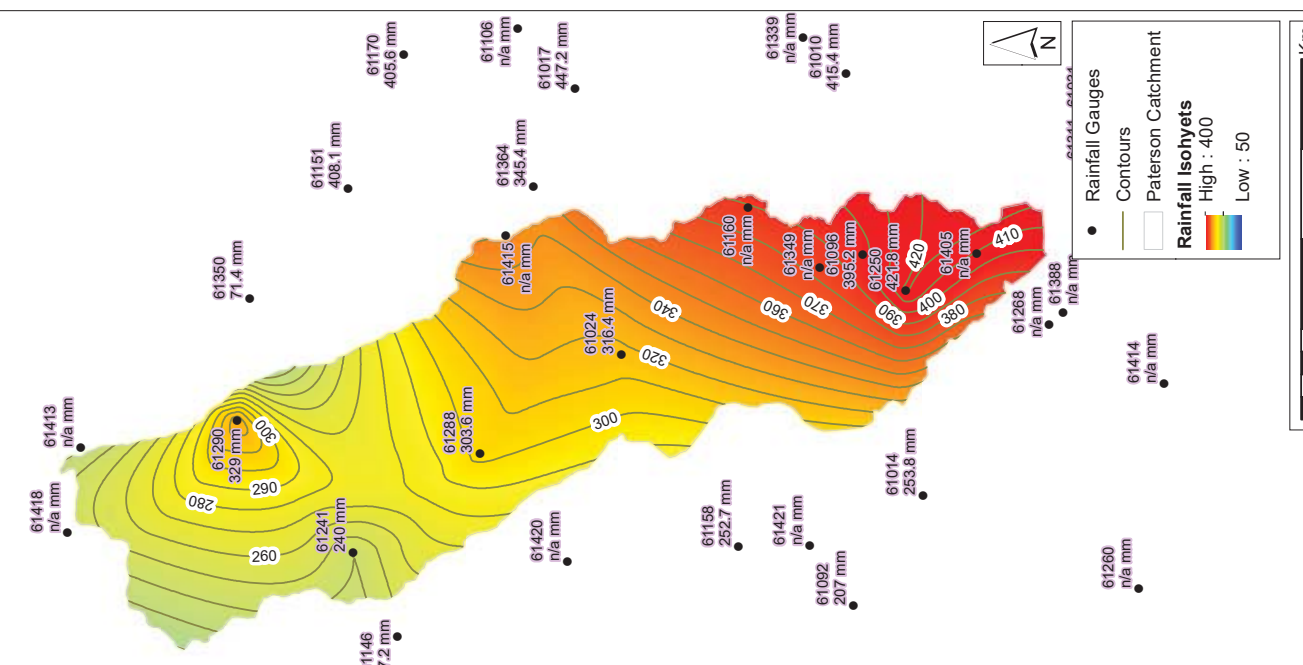 61170
405.6 mm
61106
n/a mm
61017
447.2 mm
61339
n/a mm
61010
415.4 mm
61151
408.1 mm
61364
345.4 mm
61350
71.4 mm
61415
n/a mm
61160
n/a mm
61349
n/a mm
61096
395.2 mm
61250
421.8 mm
61405
n/a mm
61024
316.4 mm
61268
n/a mm
61388
n/a mm
61413
n/a mm
61290
329 mm
61288
303.6 mm
61414
n/a mm
61418
n/a mm
61241
240 mm
61420
n/a mm
61158
252.7 mm
61421
n/a mm
61014
253.8 mm
61092
207 mm
61260
n/a mm
1146
7.2 mm
300
290
280
260
300
320
340
360
370
390
400
380
420
410
N
Rainfall Gauges
Contours
Paterson Catchment
Rainfall Isohyets
High : 400
Low : 50